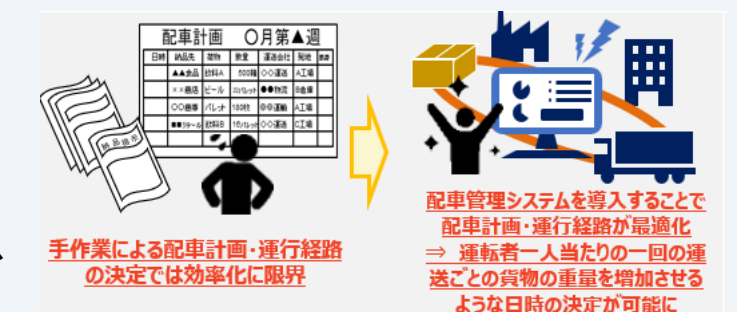 配車計画 〇月第▲週
日時 納品先 荷物 数量 運送会社 発地
▲▲食品 飲料A 500箱 ◇◇運送 A工場
××商店 ビール ●●物流 B倉庫
〇〇商事 パレット 180枚 ◎◎運輸 A工場
■■リテール 飲料B 16パレット ◇◇運送 C工場
納品指示
手作業による配車計画・運行経路
の決定では効率化に限界
配車管理システムを導入することで
配車計画・運行経路が最適化
⇒ 運転者一人当たりの一回の運
送ごとの貨物の重量を増加させる
ような日時の決定が可能に